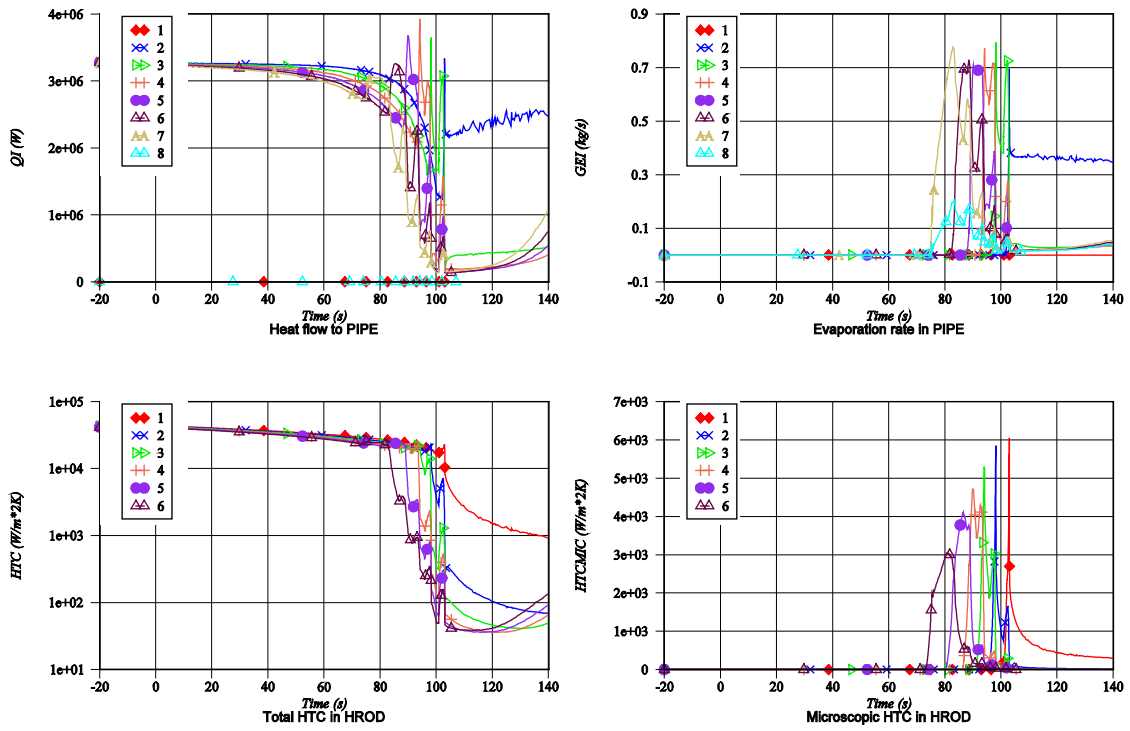 4e+06
3e+06
2e+06
1e+06
0
QI (W)
1
2
3
4
5
6
7
8
-20 0 20 40 60 80 100 120 140
Time (s)
Heat flow to PIPE
0.9
0.7
0.5
0.3
0.1
-0.1
GEI (kg/s)
1
2
3
4
5
6
7
8
-20 0 20 40 60 80 100 120 140
Time (s)
Evaporation rate in PIPE
1e+05
1e+04
1e+03
1e+02
1e+01
HTC (W/m*2K)
1
2
3
4
5
6
-20 0 20 40 60 80 100 120 140
Time (s)
Total HTC in HROD
7e+03
6e+03
5e+03
4e+03
3e+03
2e+03
1e+03
0
HTCMIC (W/m*2K)
1
2
3
4
5
6
-20 0 20 40 60 80 100 120 140
Time (s)
Microscopic HTC in HROD